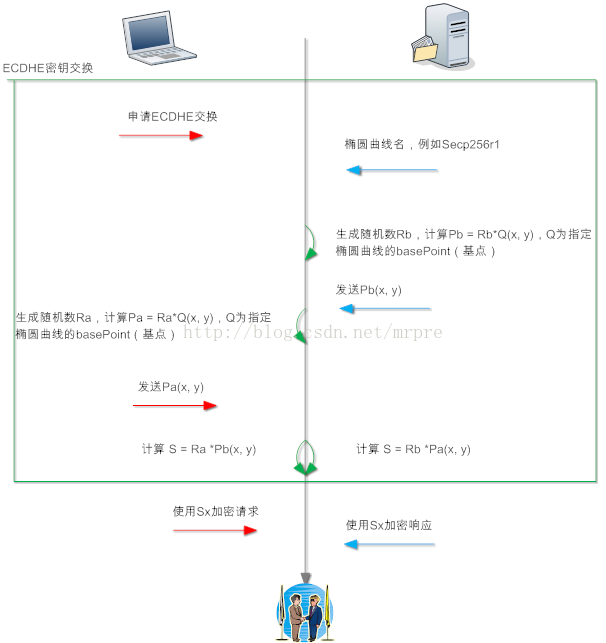 ECDHE密钥交换
申请ECDHE交换
椭圆曲线名，例如Secp256r1
生成随机数Rb，计算Pb = Rb*Q(x, y)，Q为指定
椭圆曲线的basePoint（基点）
发送Pb(x, y)
生成随机数Ra，计算Pa = Ra*Q(x, y)，Q为指定
椭圆曲线的basePoint（基点）
http://blog.csdn.net/mrpre
发送Pa(x, y)
计算 S = Ra *Pb(x, y)
计算 S = Rb *Pa(x, y)
使用Sx加密请求
使用Sx加密响应